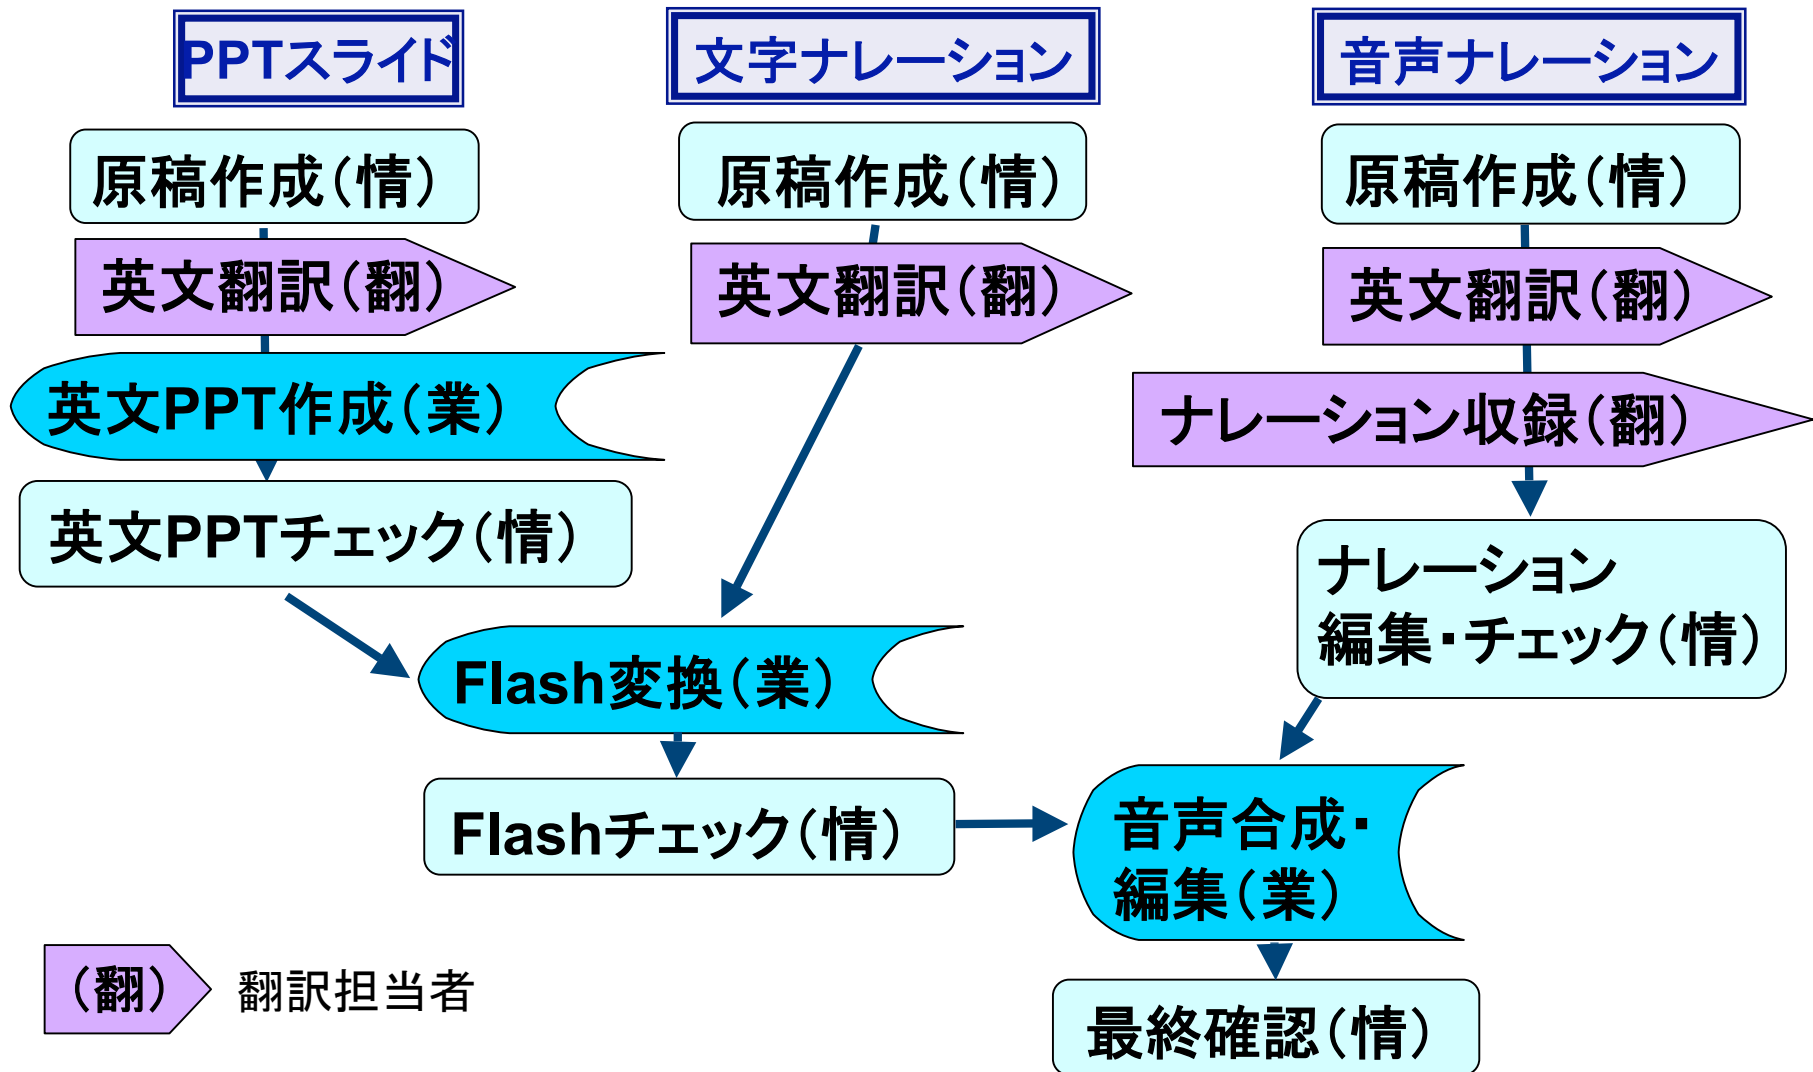 PPTスライド
文字ナレーション
音声ナレーション
原稿作成（情）
原稿作成（情）
原稿作成（情）
英文翻訳（翻）
英文翻訳（翻）
英文翻訳（翻）
英文PPT作成（業）
ナレーション収録（翻）
英文PPTチェック（情）
ナレーション
編集・チェック（情）
Flash変換（業）
Flashチェック（情）
音声合成・
編集（業）
（翻）
翻訳担当者
最終確認（情）